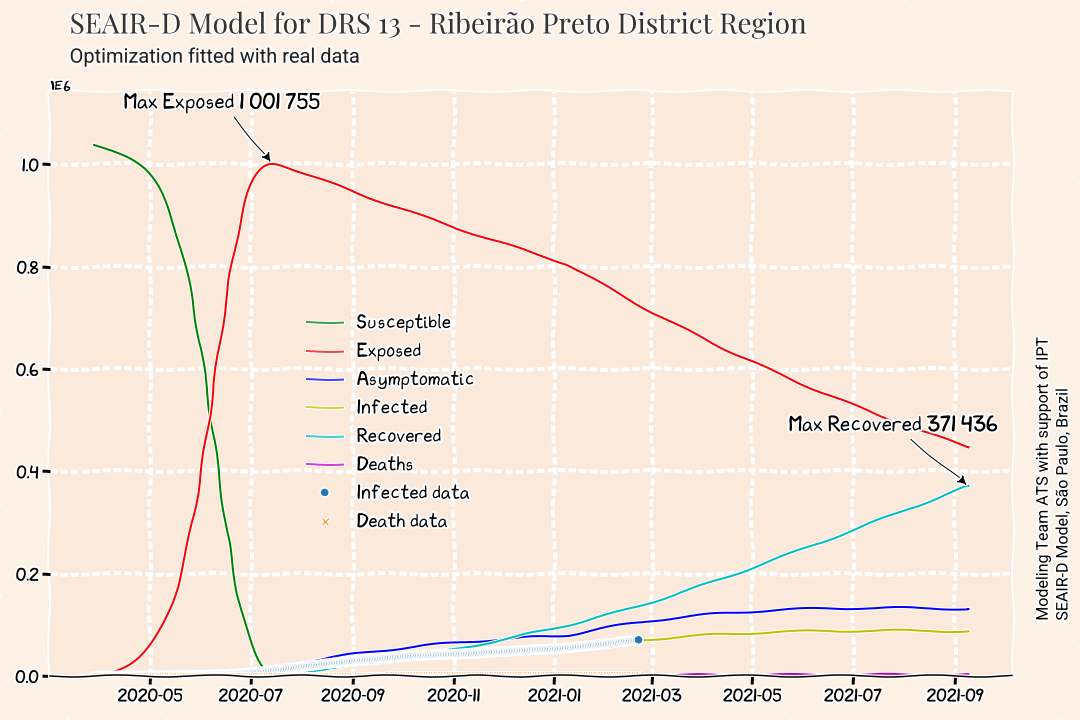 SEAIR-D Model for DRS 13 - Ribeirão Preto District Region
Optimization fitted with real data
1E6
Max Exposed 1 001 755
1.0
0.8
0.6
0.4
0.2
0.0
Susceptible
Exposed
Asymptomatic
Infected
Recovered
Deaths
Infected data
Death data
Max Recovered 371 436
2020-05
2020-07
2020-09
2020-11
2021-01
2021-03
2021-05
2021-07
2021-09
Modeling Team ATS with support of IPT
SEAIR-D Model, São Paulo, Brazil